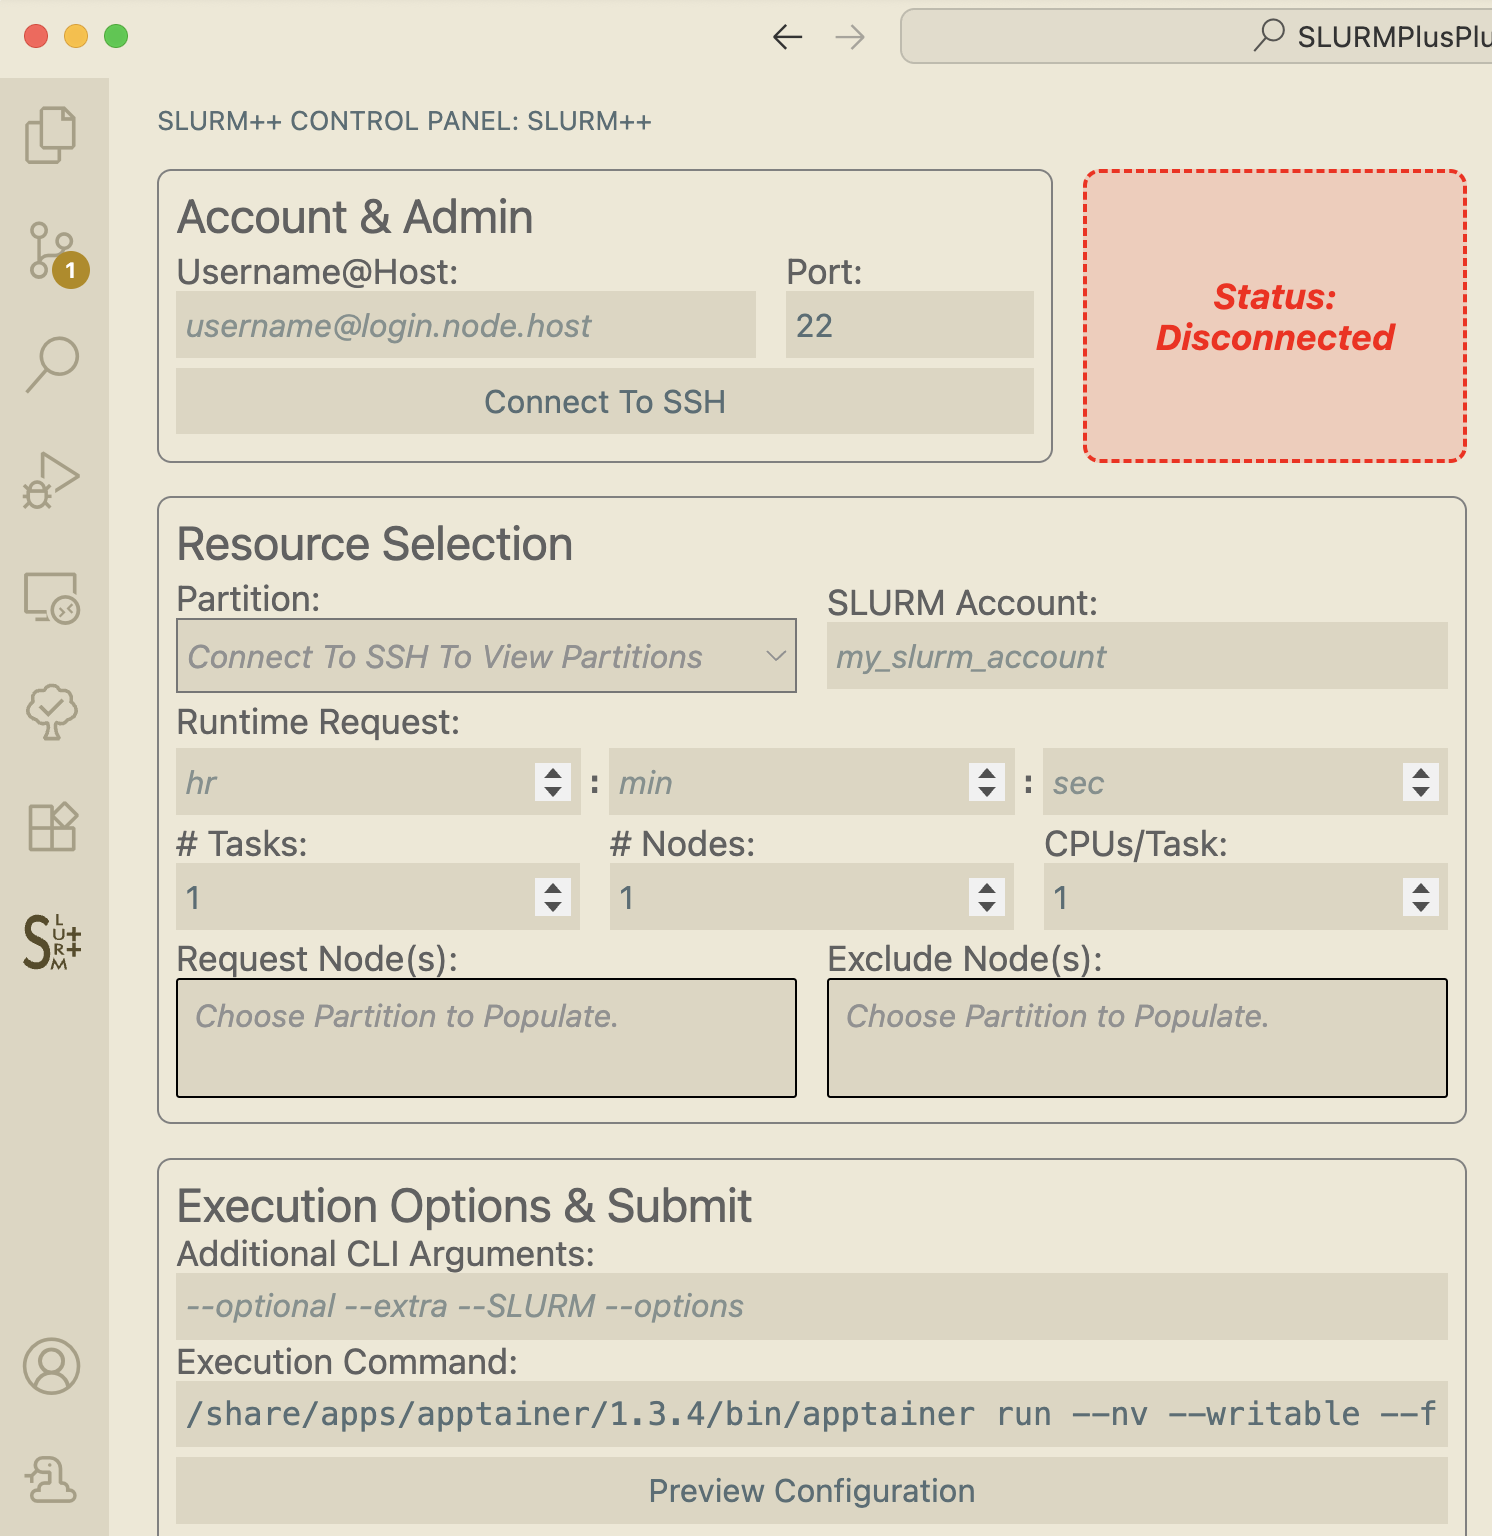 SLURMPlusPlu
SLURM++ CONTROL PANEL: SLURM++
1
Account & Admin
Username@Host:
Port:
username@login.node.host
22
Connect To SSH
Status:
Disconnected
Resource Selection
Partition:
SLURM Account:
Connect To SSH To View Partitions
my_slurm_account
Runtime Request:
hr : min : sec
# Tasks:
# Nodes:
CPUs/Task:
1
1
1
SLURM++
Request Node(s):
Exclude Node(s):
Choose Partition to Populate.
Choose Partition to Populate.
Execution Options & Submit
Additional CLI Arguments:
--optional --extra --SLURM --options
Execution Command:
/share/apps/apptainer/1.3.4/bin/apptainer run --nv --writable --f
Preview Configuration